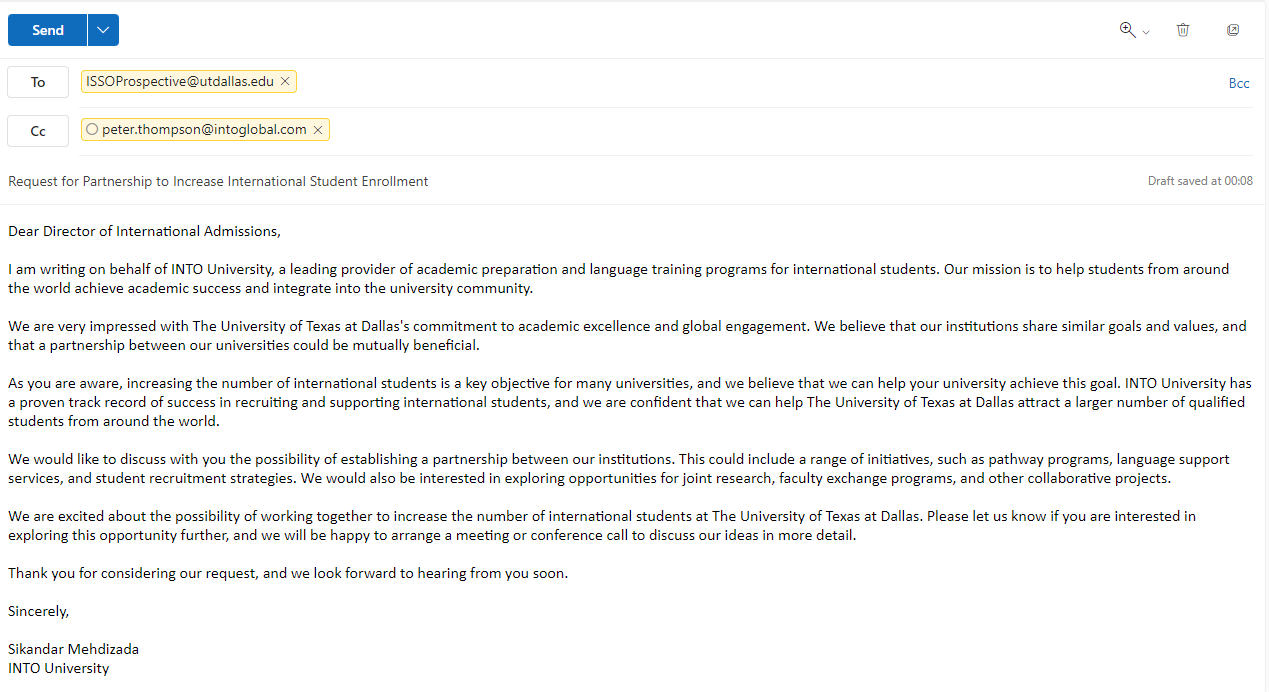 Send
To
ISSOProspective@utdallas.edu
Bcc
Cc
peter.thompson@intoglobal.com
Request for Partnership to Increase International Student Enrollment
Draft saved at 00:08
Dear Director of International Admissions,
I am writing on behalf of INTO University, a leading provider of academic preparation and language training programs for international students. Our mission is to help students from around
the world achieve academic success and integrate into the university community.
We are very impressed with The University of Texas at Dallas's commitment to academic excellence and global engagement. We believe that our institutions share similar goals and values, and
that a partnership between our universities could be mutually beneficial.
As you are aware, increasing the number of international students is a key objective for many universities, and we believe that we can help your university achieve this goal. INTO University has
a proven track record of success in recruiting and supporting international students, and we are confident that we can help The University of Texas at Dallas attract a larger number of qualified
students from around the world.
We would like to discuss with you the possibility of establishing a partnership between our institutions. This could include a range of initiatives, such as pathway programs, language support
services, and student recruitment strategies. We would also be interested in exploring opportunities for joint research, faculty exchange programs, and other collaborative projects.
We are excited about the possibility of working together to increase the number of international students at The University of Texas at Dallas. Please let us know if you are interested in
exploring this opportunity further, and we will be happy to arrange a meeting or conference call to discuss our ideas in more detail.
Thank you for considering our request, and we look forward to hearing from you soon.
Sincerely,
Sikandar Mehdizada
INTO University